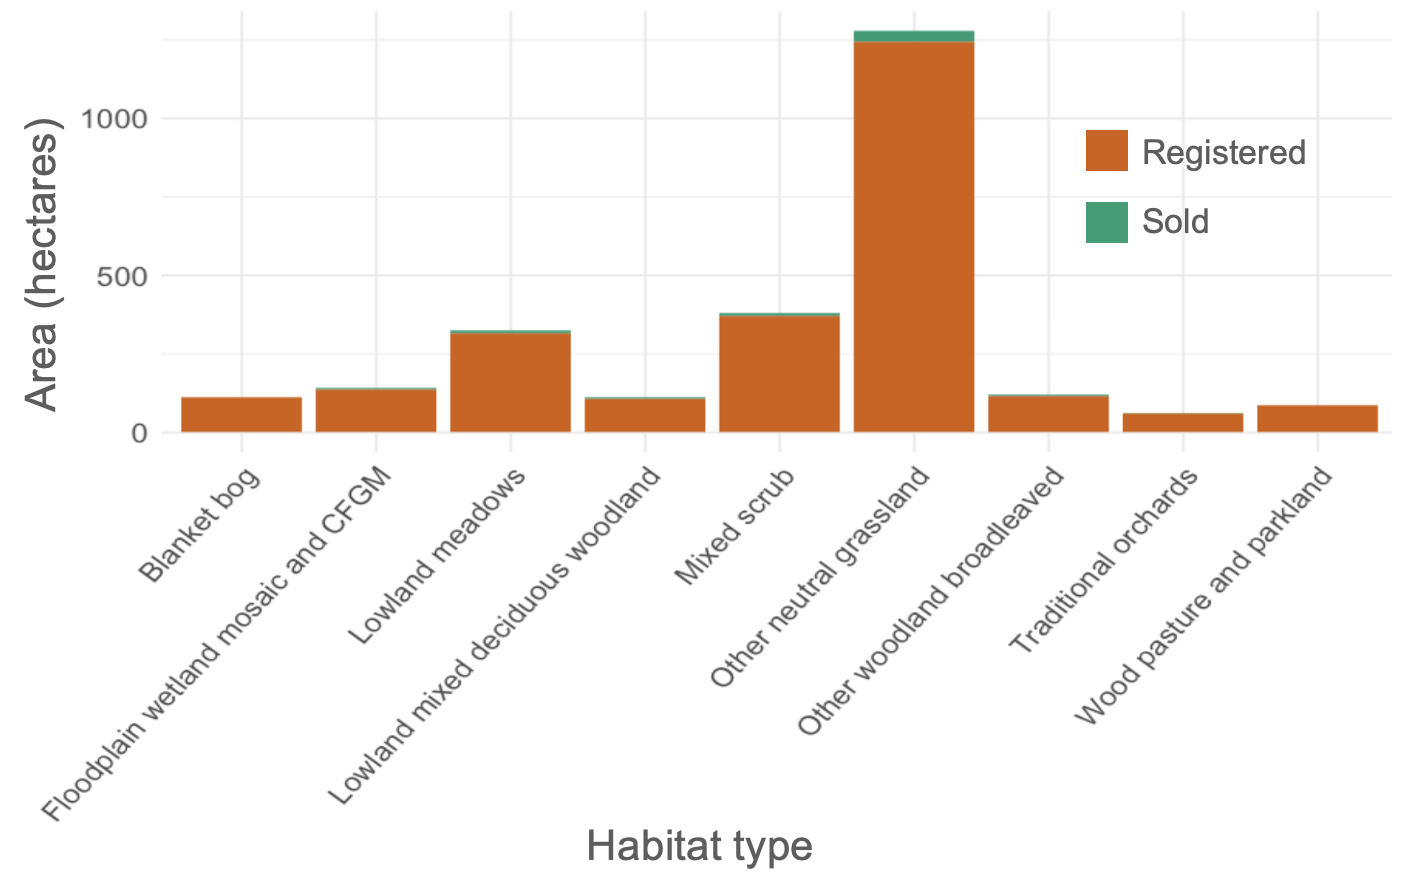 Area (hectares)
1000
500
0
Registered
Sold
Blanket bog
Floodplain wetland mosaic and CFGM
Lowland meadows
Lowland mixed deciduous woodland
Mixed scrub
Other neutral grassland
Other woodland broadleaved
Traditional orchards
Wood pasture and parkland
Habitat type